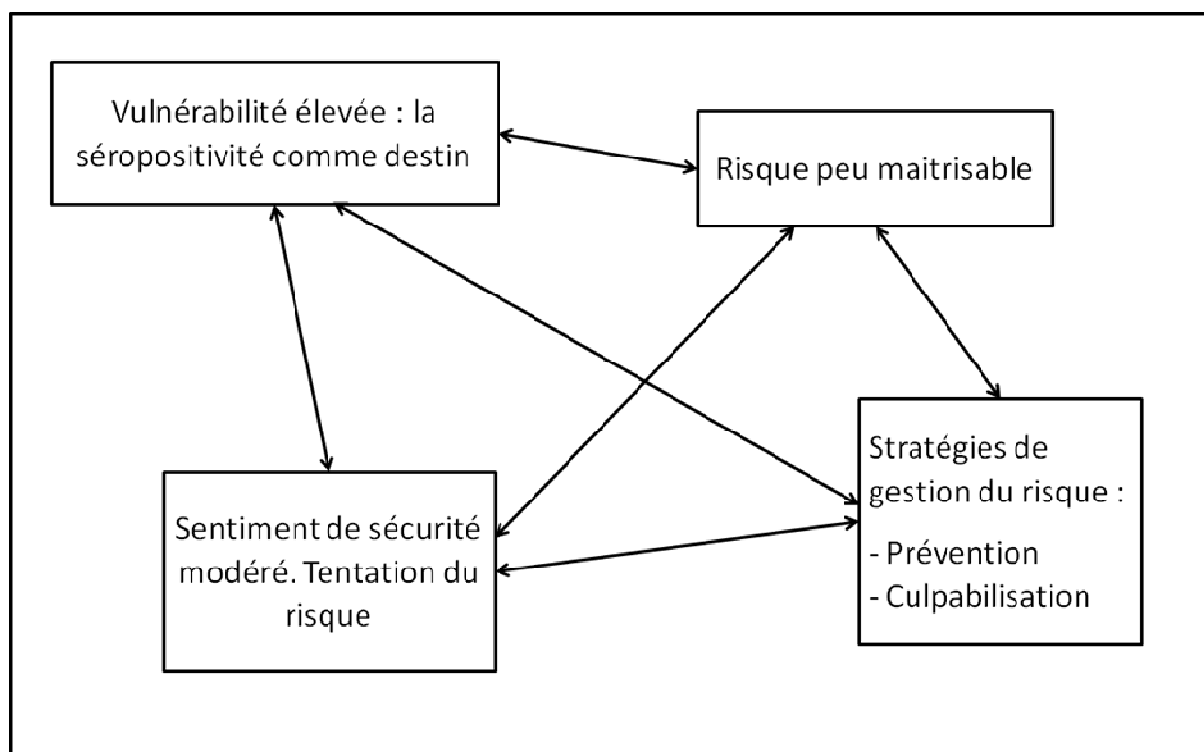 Vulnérabilité élevée : la
séropositivité comme destin
Risque peu maitrisable
Stratégies de
gestion du risque :
- Prévention
- Culpabilisation
Sentiment de sécurité
modéré. Tentation du
risque